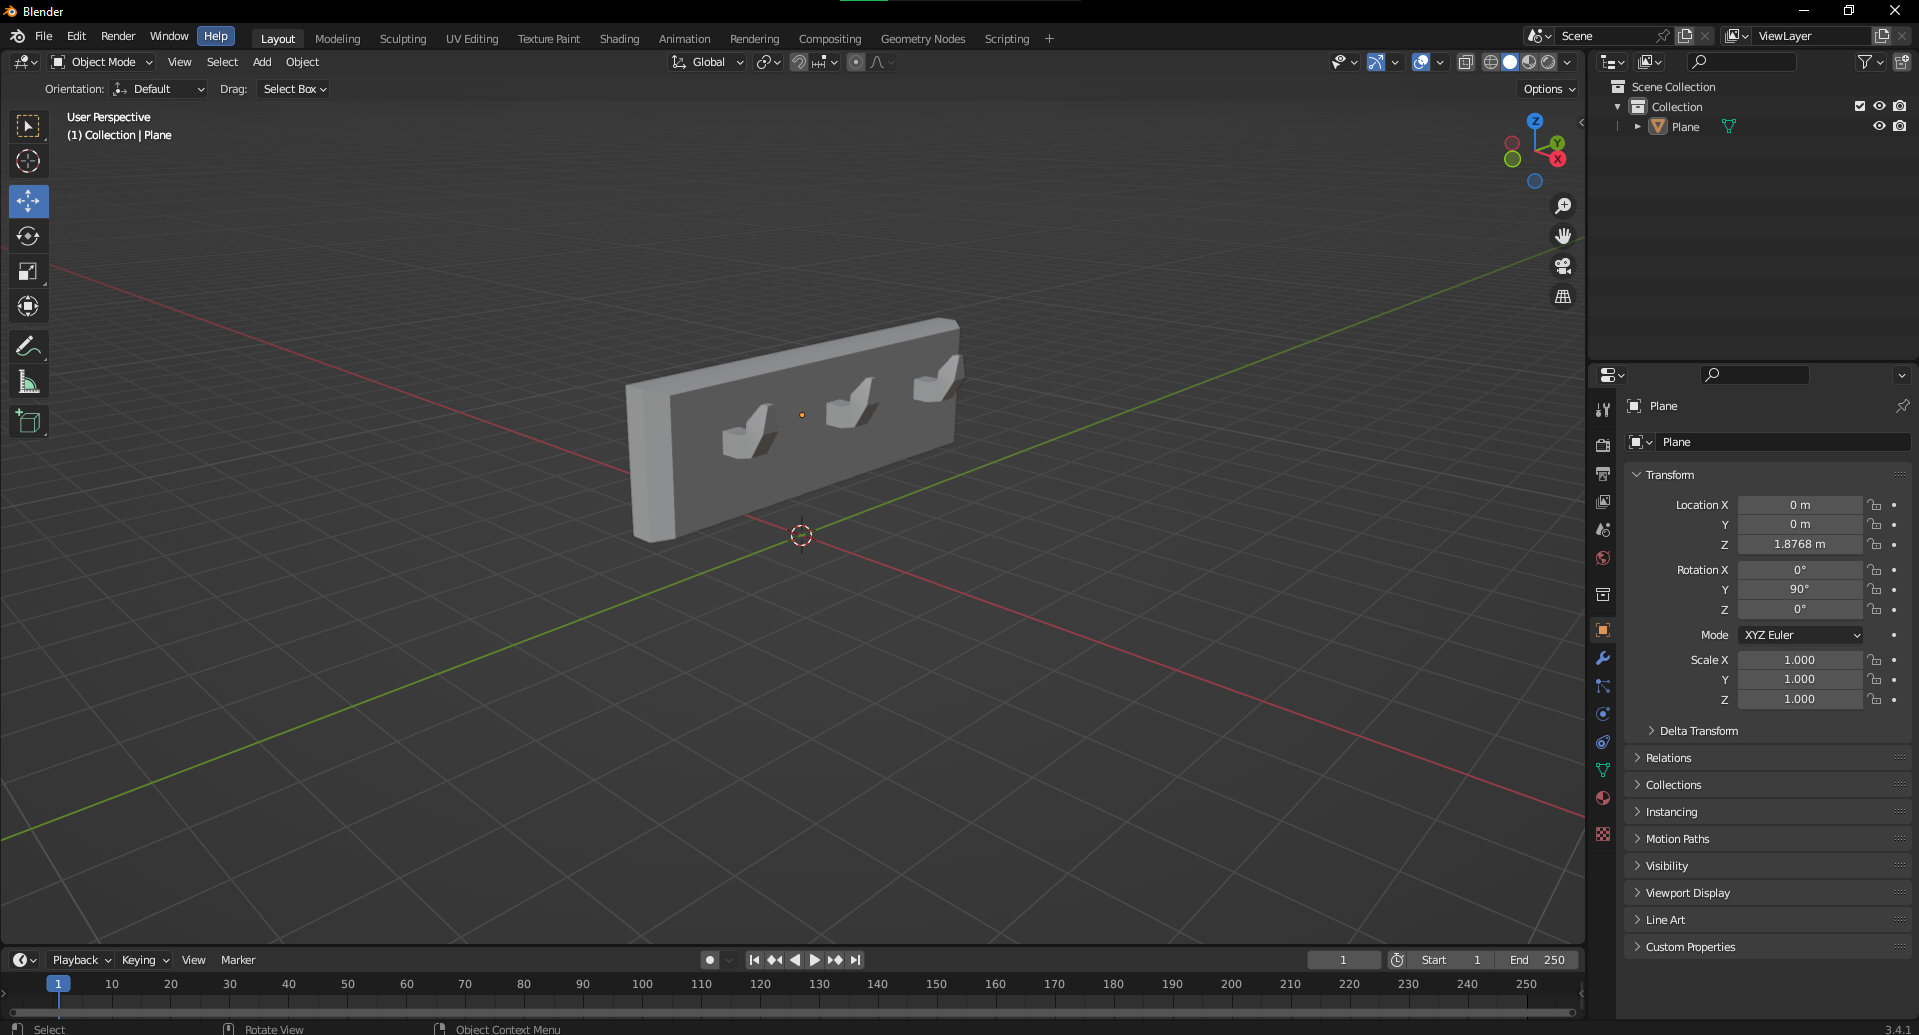 Blender
File Edit Render Window Help Layout Modeling Sculpting UV Editing Texture Paint Shading Animation Rendering Compositing Geometry Nodes Scripting + Scene ViewLayer
Object Mode View Select Add Object Global
Orientation: Default Drag: Select Box Options
User Perspective
(1) Collection | Plane
Z
Y
X
Scene Collection
Collection
Plane
Plane
Plane
Transform
Location X 0 m
Y 0 m
Z 1.8768 m
Rotation X 0°
Y 90°
Z 0°
Mode XYZ Euler
Scale X 1.000
Y 1.000
Z 1.000
Delta Transform
Relations
Collections
Instancing
Motion Paths
Visibility
Viewport Display
Line Art
Custom Properties
Playback Keying View Marker 1 Start 1 End 250
1 10 20 30 40 50 60 70 80 90 100 110 120 130 140 150 160 170 180 190 200 210 220 230 240 250
Select Rotate View Object Context Menu 3.4.1